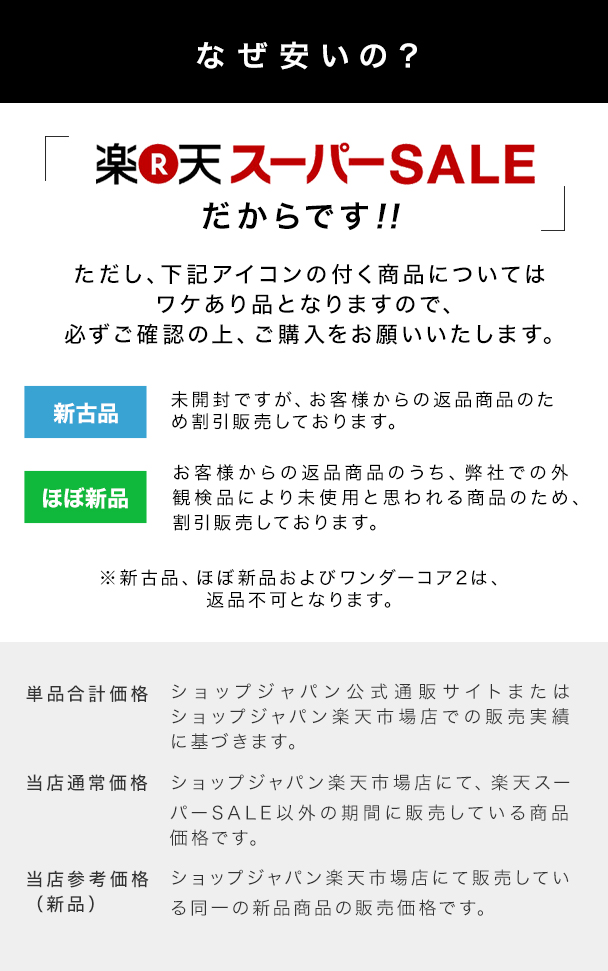 なぜ安いの？
楽R天スーパーSALE
だからです!!
ただし、下記アイコンの付く商品については
ワケあり品となりますので、
必ずご確認の上、ご購入をお願いいたします。
新古品
未開封ですが、お客様からの返品商品のた
め割引販売しております。
ほぼ新品
お客様からの返品商品のうち、弊社での外
観検品により未使用と思われる商品のため、
割引販売しております。
※新古品、ほぼ新品およびワンダーコア2は、
返品不可となります。
単品合計価格
ショップジャパン公式通販サイトまたは
ショップジャパン楽天市場店での販売実績
に基づきます。
当店通常価格
ショップジャパン楽天市場店にて、楽天スー
パーSALE以外の期間に販売している商品
価格です。
当店参考価格
（新品）
ショップジャパン楽天市場店にて販売してい
る同一の新品商品の販売価格です。